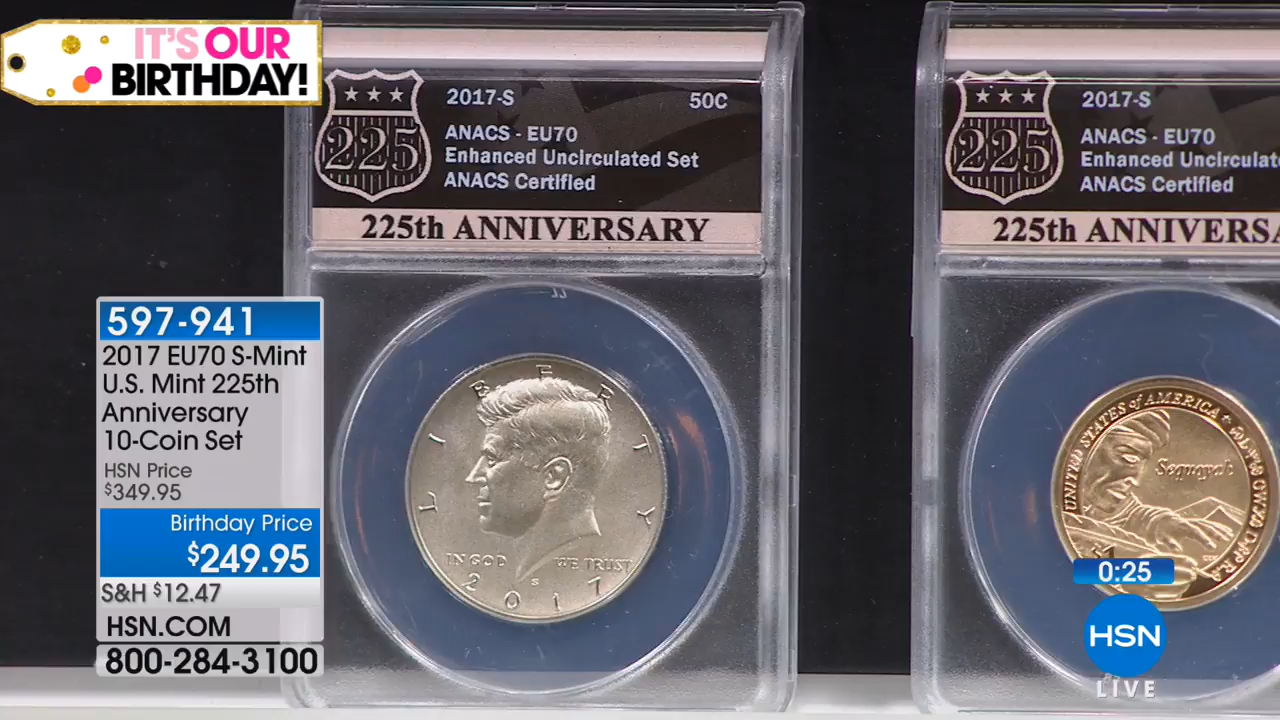 IT'S OUR
BIRTHDAY!
225
2017-S 50C
ANACS - EU70
Enhanced Uncirculated Set
ANACS Certified
225th ANNIVERSARY
LIBERTY
IN GOD WE TRUST
S
2017
225
2017-S
ANACS - EU70
Enhanced Uncirculat
ANACS Certified
225th ANNIVERSA
UNITED STATES of AMERICA
Sequoyah
$1
597-941
2017 EU70 S-Mint
U.S. Mint 225th
Anniversary
10-Coin Set
HSN Price
$349.95
Birthday Price
$249.95
S&H $12.47
HSN.COM
800-284-3100
0:25
HSN
LIVE